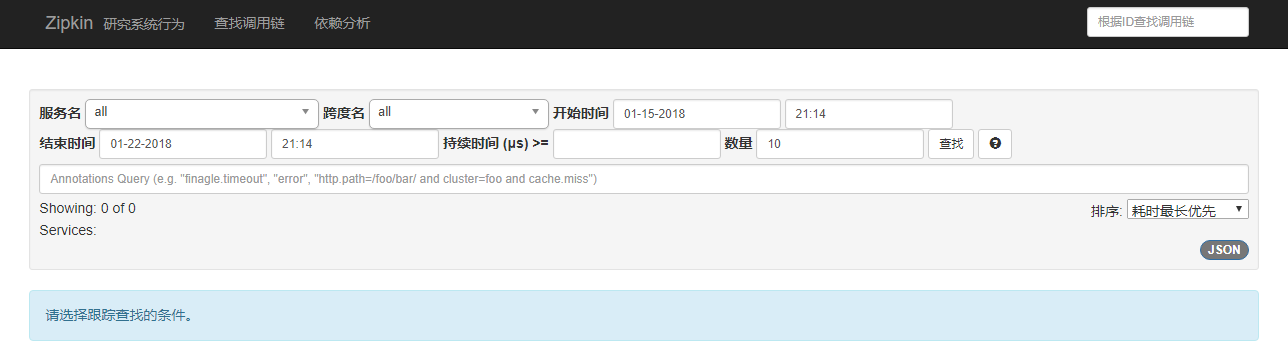 Zipkin 研究系统行为 查找调用链 依赖分析 根据ID查找调用链
服务名 all 跨度名 all 开始时间 01-15-2018 21:14
结束时间 01-22-2018 21:14 持续时间 (μs) >= 数量 10 查找
Annotations Query (e.g. "finagle.timeout", "error", "http.path=/foo/bar/ and cluster=foo and cache.miss")
Showing: 0 of 0 排序: 耗时最长优先
Services:
JSON
请选择跟踪查找的条件。